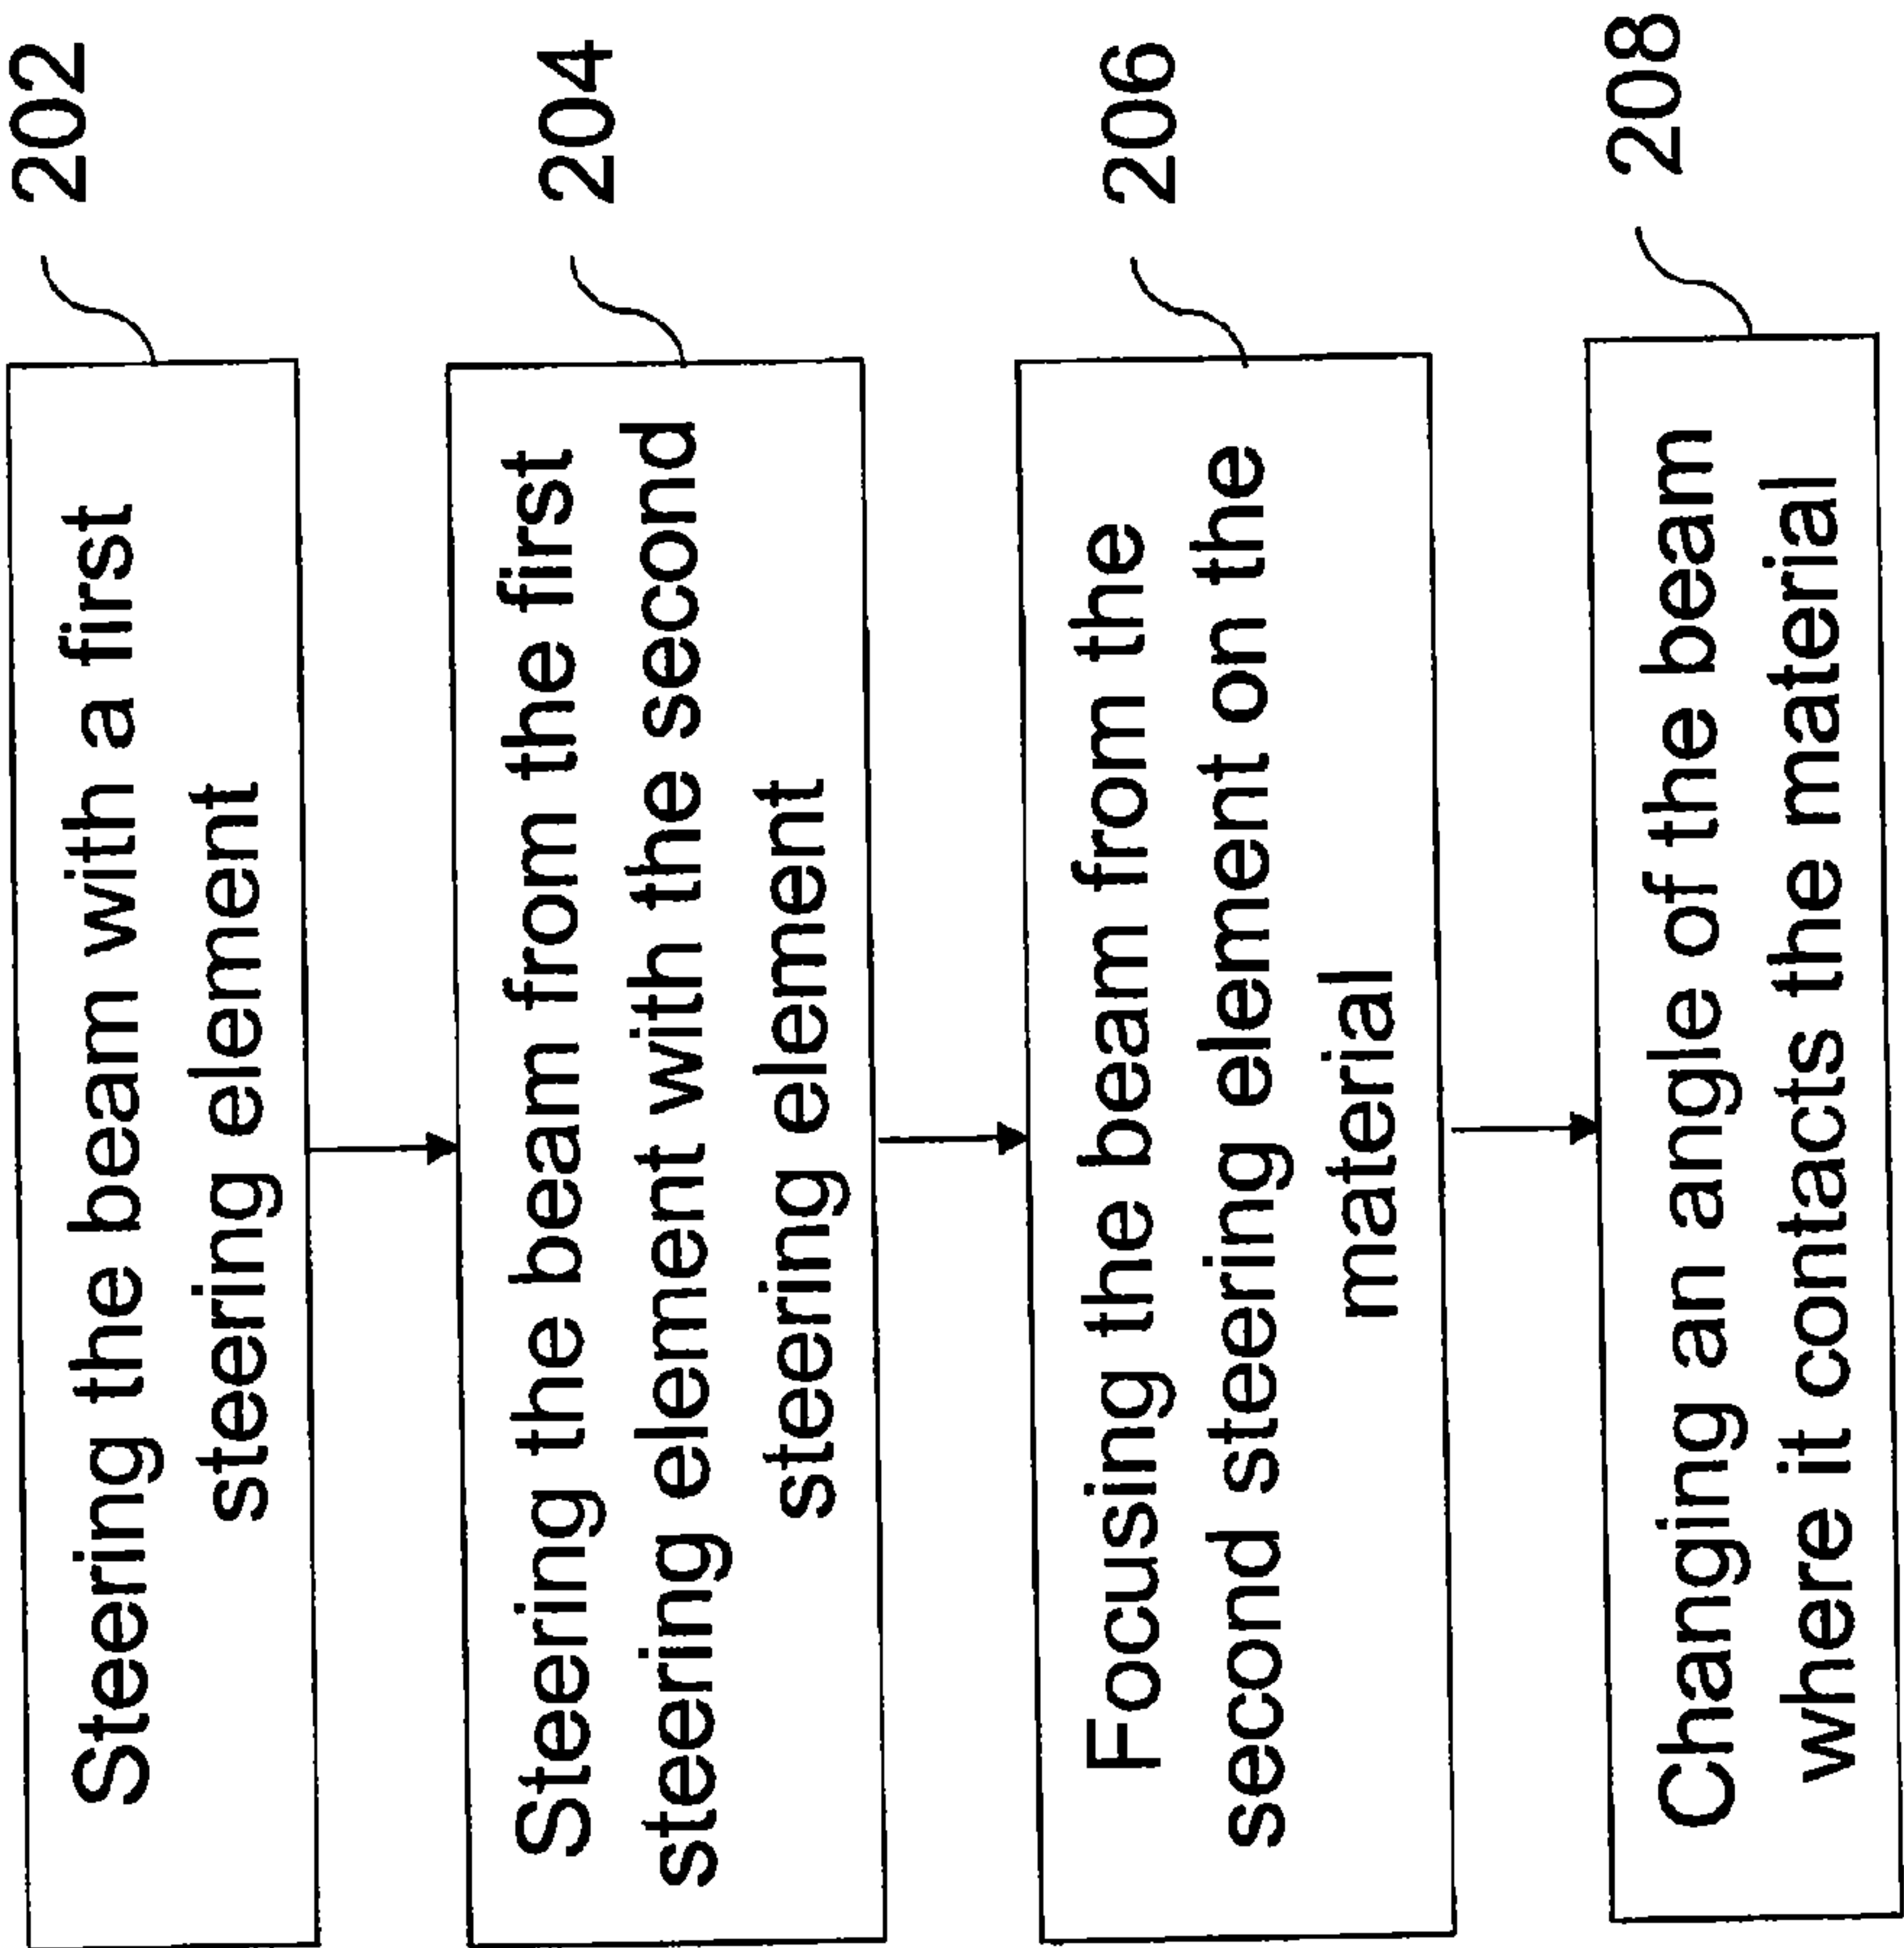 Steering the beam with a first
steering element
202
Steering the beam from the first
steering element with the second
steering element
204
Focusing the beam from the
second steering element on the
material
206
Changing an angle of the beam
where it contacts the material
208